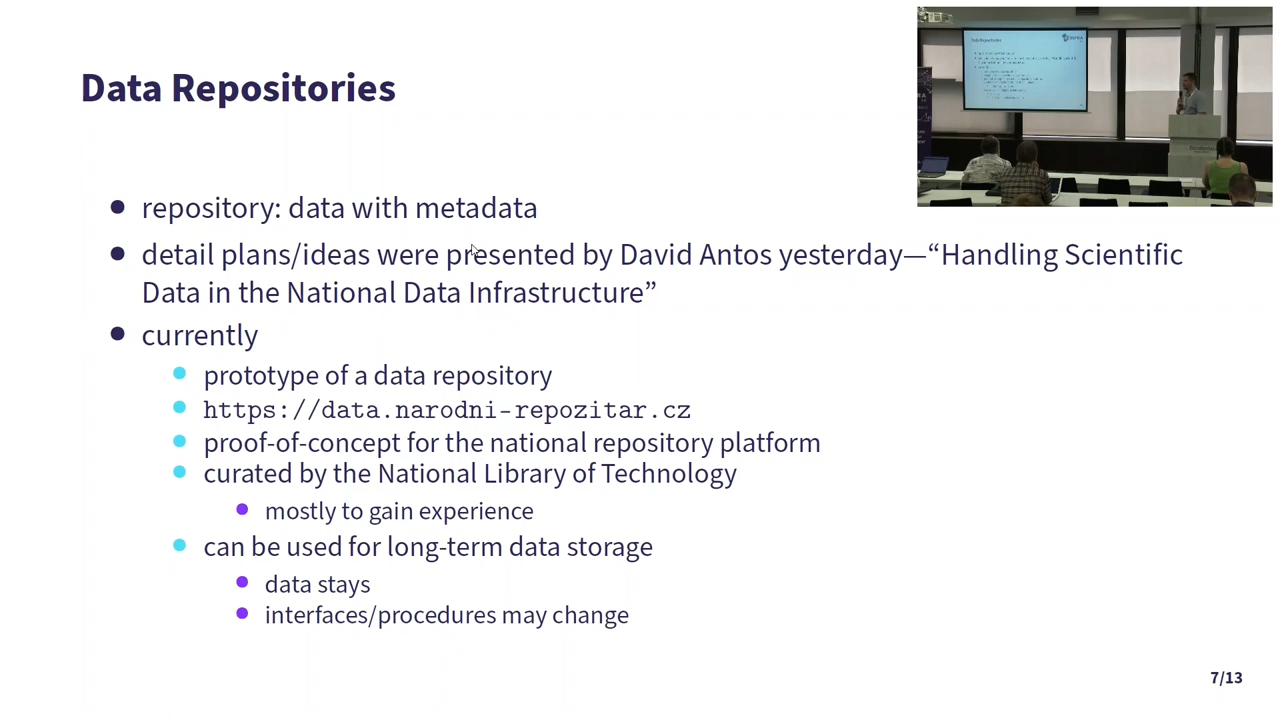 Data Repositories
repository: data with metadata
detail plans/ideas were presented by David Antos yesterday—“Handling Scientific
Data in the National Data Infrastructure”
currently
prototype of a data repository
https://data.narodni-repozitar.cz
proof-of-concept for the national repository platform
curated by the National Library of Technology
mostly to gain experience
can be used for long-term data storage
data stays
interfaces/procedures may change
7/13